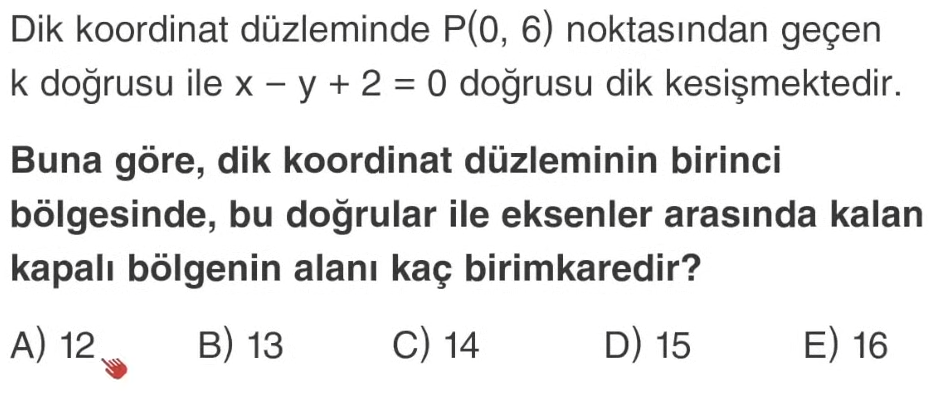 Dik koordinat düzleminde P(0, 6) noktasından geçen
k doğrusu ile x – y + 2 = 0 doğrusu dik kesişmektedir.
Buna göre, dik koordinat düzleminin birinci
bölgesinde, bu doğrular ile eksenler arasında kalan
kapalı bölgenin alanı kaç birimkaredir?
A) 12 B) 13 C) 14 D) 15 E) 16